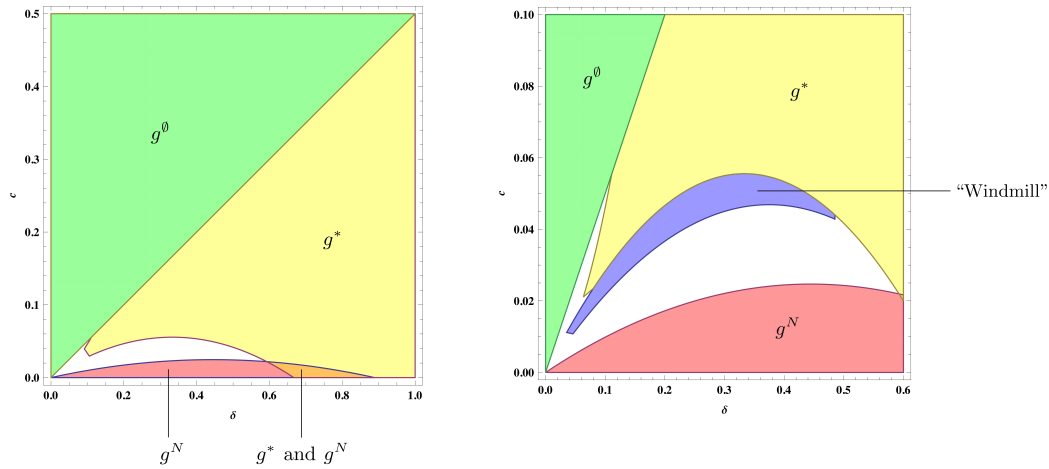 0.5
0.4
0.3
0.2
0.1
0.0
c
g^∅
g*
0.0 0.2 0.4 0.6 0.8 1.0
δ
g^N g* and g^N
0.10
0.08
0.06
0.04
0.02
0.00
c
g^∅
g*
"Windmill"
g^N
0.0 0.1 0.2 0.3 0.4 0.5 0.6
δ